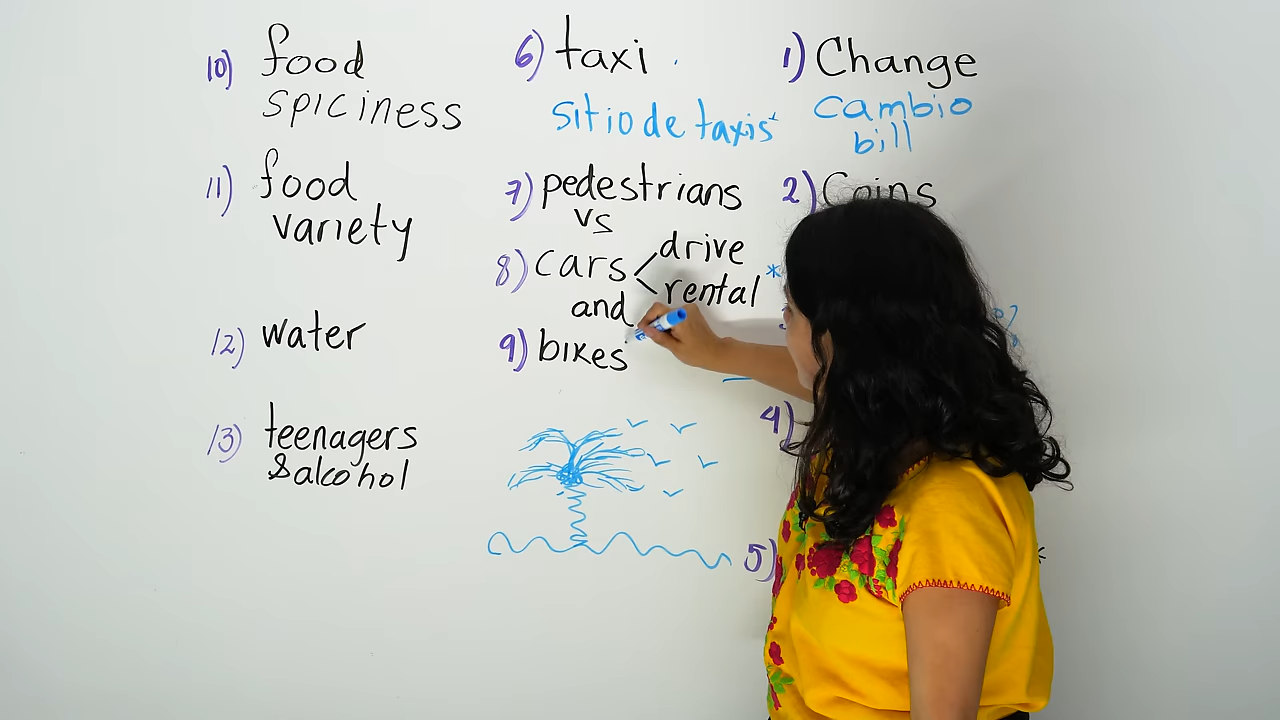 10) food
spiciness
11) food
variety
12) water
13) teenagers
& alcohol
6) taxi
sitio de taxis
7) pedestrians
vs
8) cars < drive
rental *
and
9) bikes
1) Change
cambio
bill
2) Coins
%
4)
5)
*